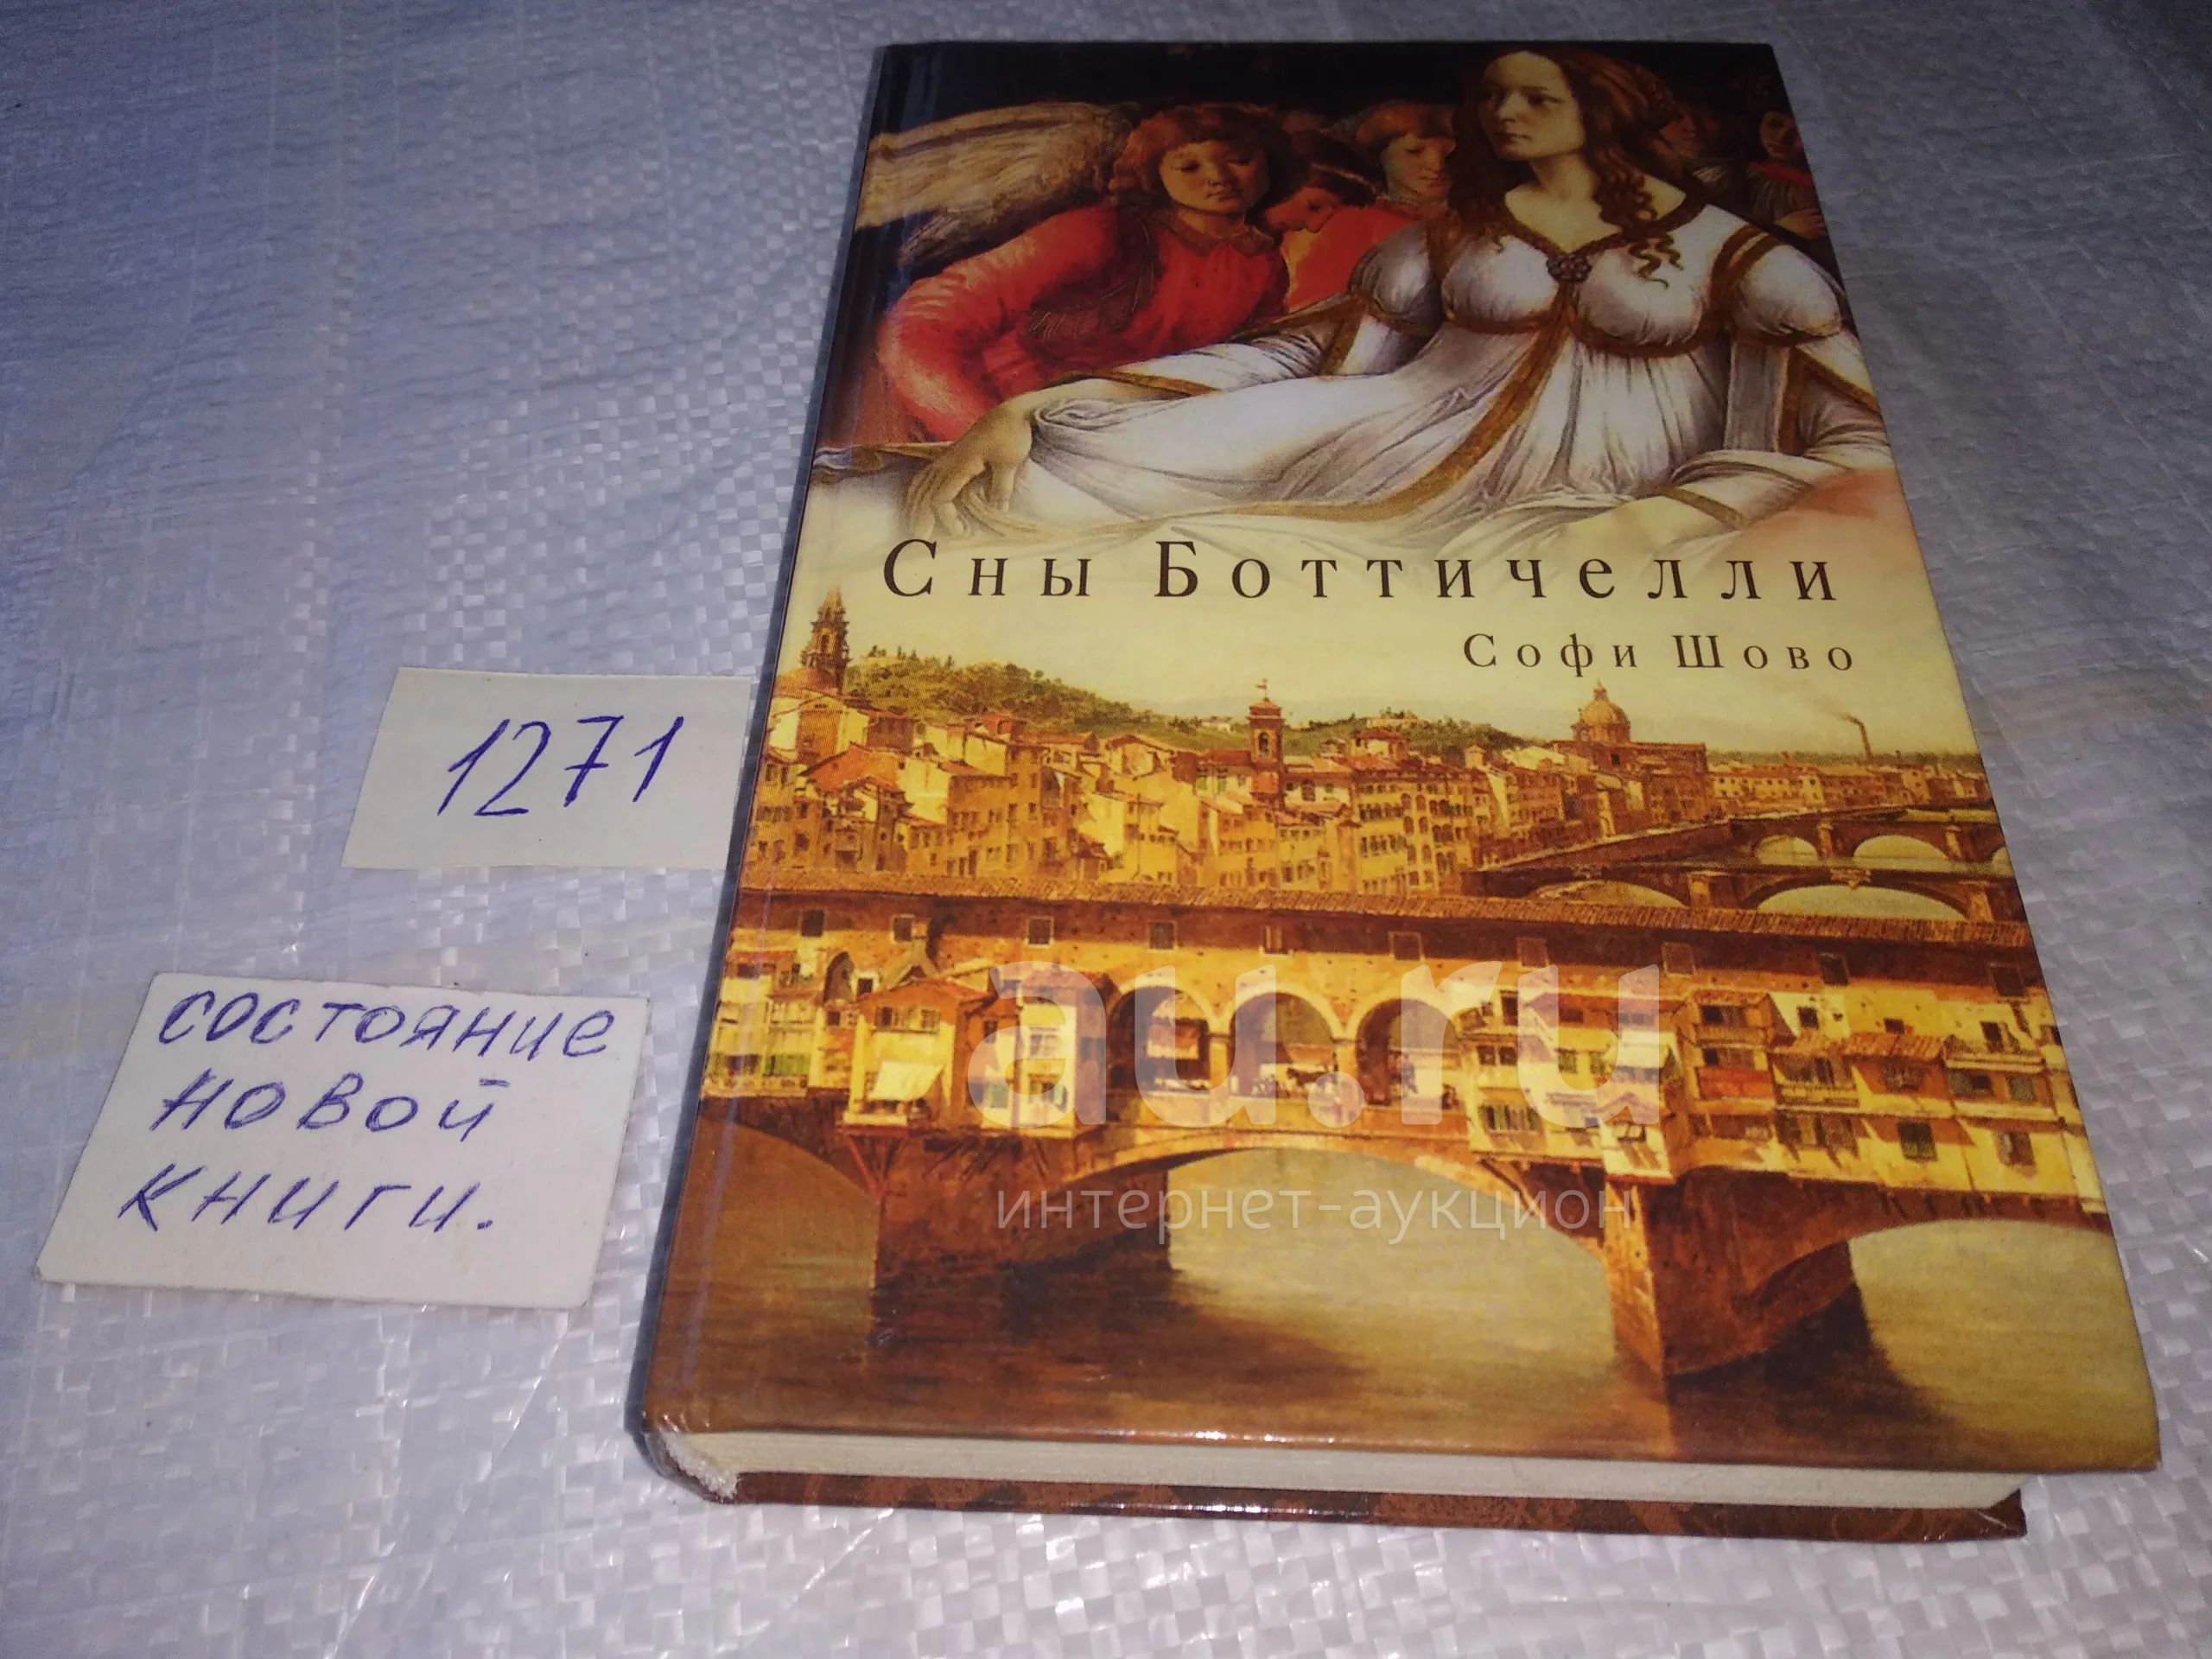 Сны Боттичелли
Софи Шово
1271
состояние
новой
книги.
au.ru
интернет-аукцион